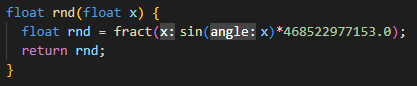 float rnd(float x) {
  float rnd = fract(x: sin(angle: x)*468522977153.0);
  return rnd;
}